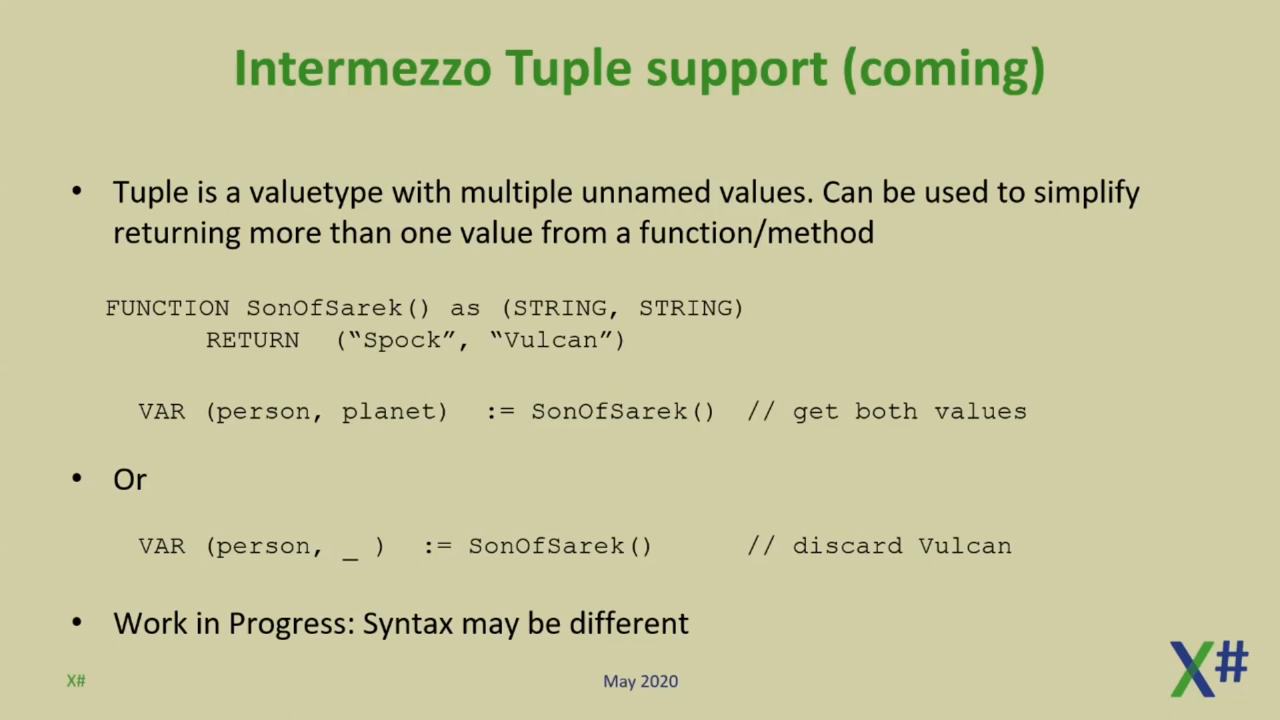 Intermezzo Tuple support (coming)
• Tuple is a valuetype with multiple unnamed values. Can be used to simplify
returning more than one value from a function/method
FUNCTION SonOfSarek() as (STRING, STRING)
RETURN (“Spock”, “Vulcan”)
VAR (person, planet) := SonOfSarek() // get both values
• Or
VAR (person, _ ) := SonOfSarek() // discard Vulcan
• Work in Progress: Syntax may be different
X#
May 2020
X#